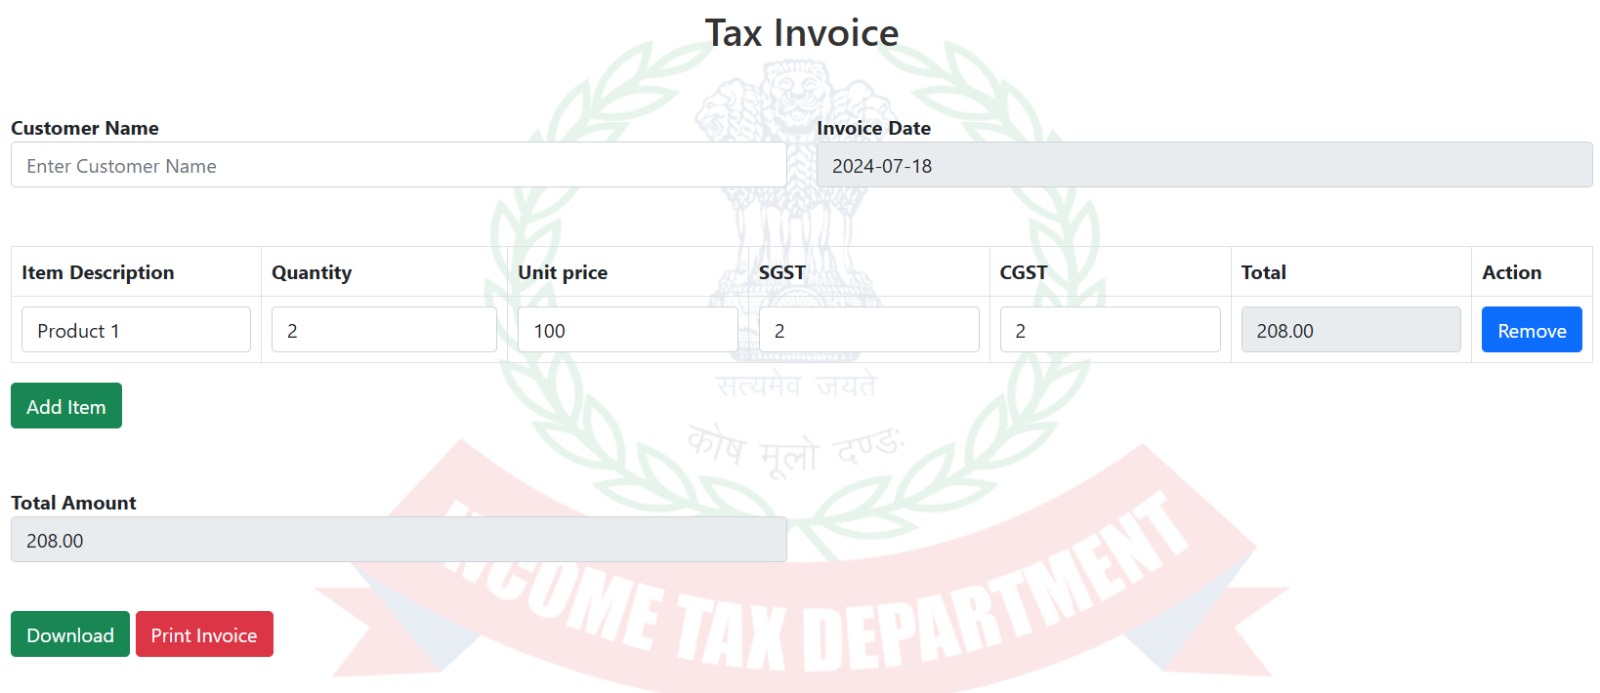 Tax Invoice
Customer Name
Invoice Date
Enter Customer Name
2024-07-18
Item Description Quantity Unit price SGST CGST Total Action
Product 1 2 100 2 2 208.00 Remove
सत्यमेव जयते
Add Item
कोष मूलो दण्डः
Total Amount
208.00
INCOME TAX DEPARTMENT
Download Print Invoice